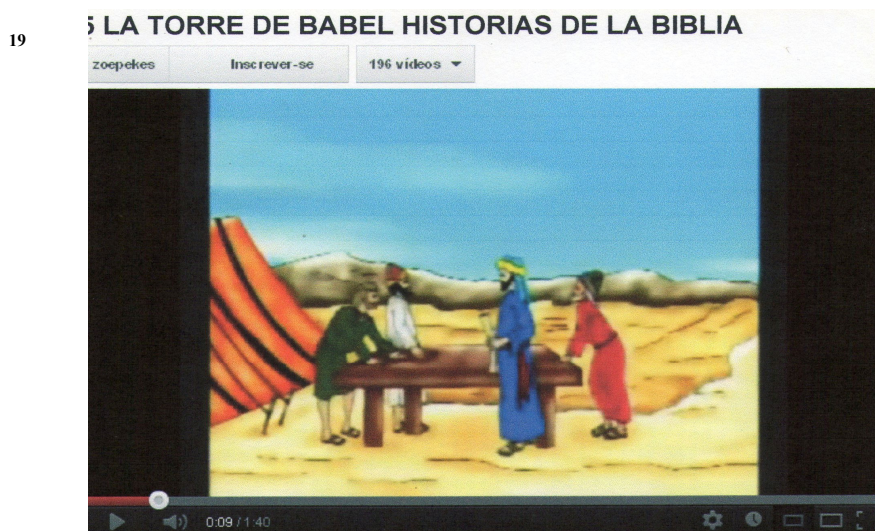 19
5 LA TORRE DE BABEL HISTORIAS DE LA BIBLIA
zoepekes Inscrever-se 196 vídeos
0:09 / 1:40